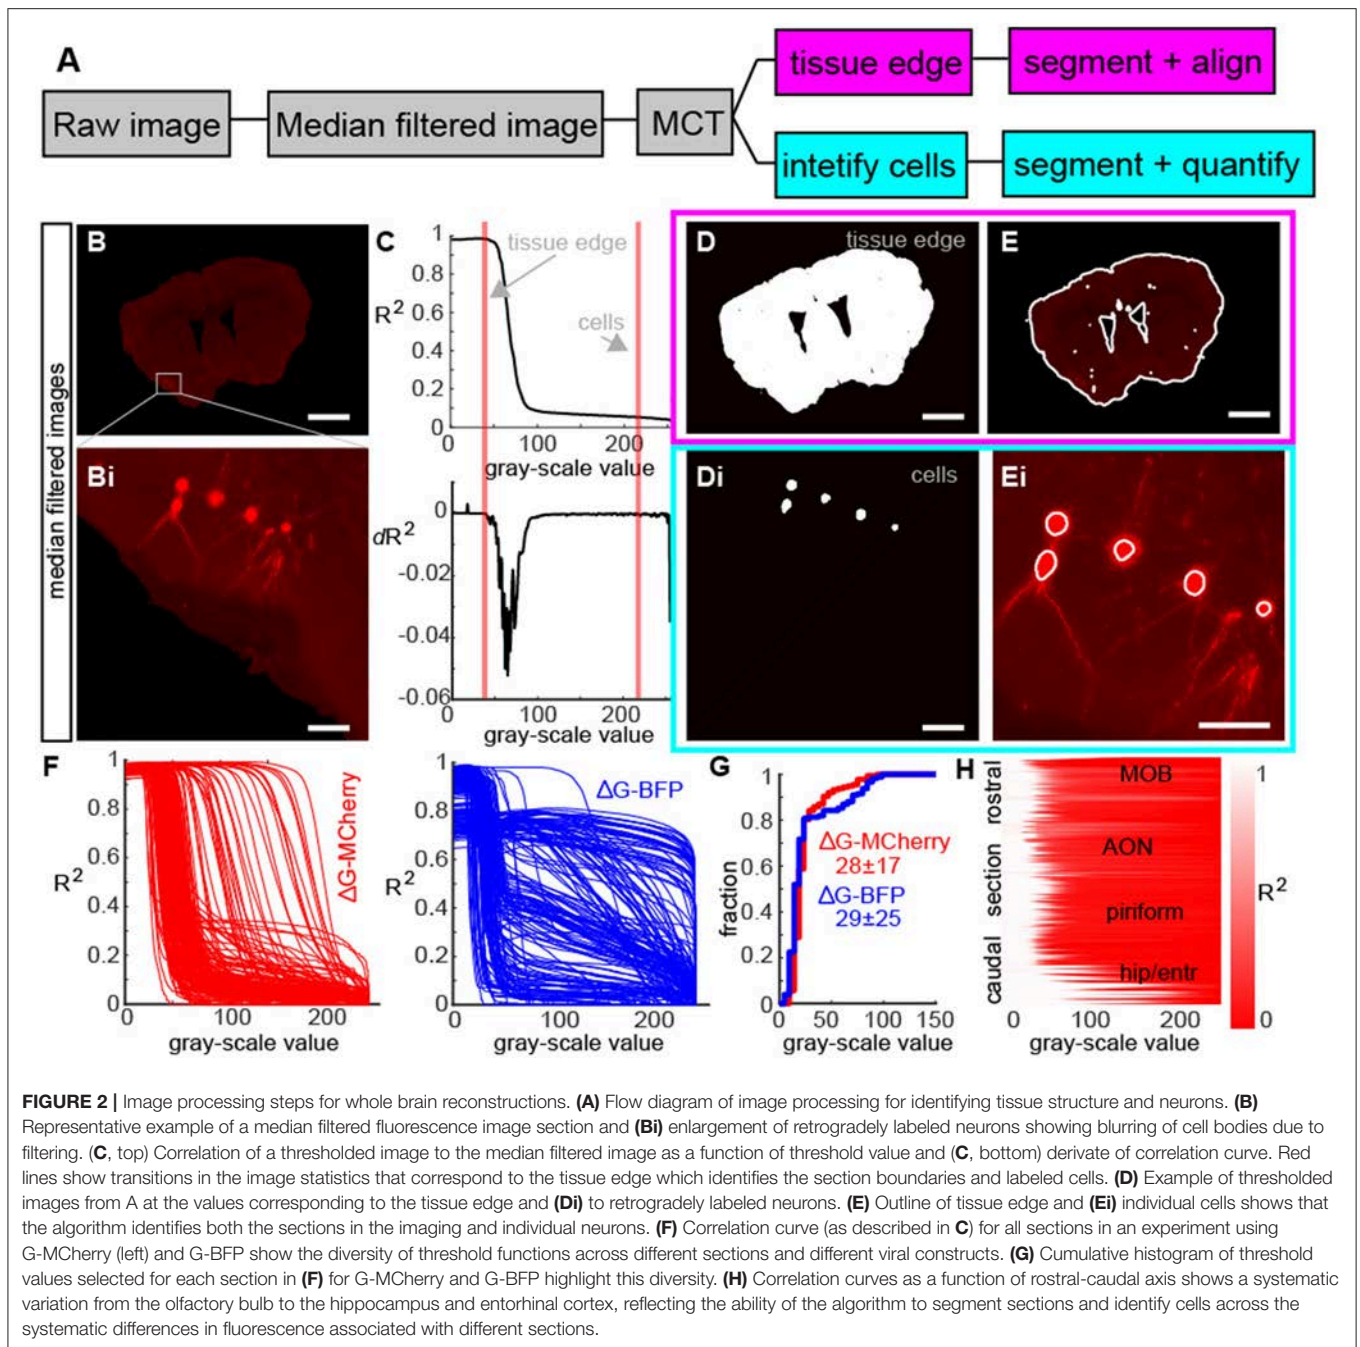 A
Raw image
Median filtered image
MCT
tissue edge
segment + align
intetify cells
segment + quantify
median filtered images
B
Bi
C
1
0.8
R2
0.6
0.4
0.2
0
tissue edge
cells
0
100
200
gray-scale value
0
dR2
-0.02
-0.04
-0.06
0
100
200
gray-scale value
D
tissue edge
E
Di
cells
Ei
F
1
0.8
0.6
R2
0.4
0.2
0
ΔG-MCherry
0
100
200
gray-scale value
1
0.8
0.6
R2
0.4
0.2
0
ΔG-BFP
0
100
200
gray-scale value
G
1
0.8
0.6
0.4
0.2
0
fraction
ΔG-MCherry
28±17
ΔG-BFP
29±25
0
50
100
150
gray-scale value
H
caudal section rostral
MOB
AON
piriform
hip/entr
0
100
200
gray-scale value
1
R2
0
FIGURE 2 | Image processing steps for whole brain reconstructions. (A) Flow diagram of image processing for identifying tissue structure and neurons. (B)
Representative example of a median filtered fluorescence image section and (Bi) enlargement of retrogradely labeled neurons showing blurring of cell bodies due to
filtering. (C, top) Correlation of a thresholded image to the median filtered image as a function of threshold value and (C, bottom) derivate of correlation curve. Red
lines show transitions in the image statistics that correspond to the tissue edge which identifies the section boundaries and labeled cells. (D) Example of thresholded
images from A at the values corresponding to the tissue edge and (Di) to retrogradely labeled neurons. (E) Outline of tissue edge and (Ei) individual cells shows that
the algorithm identifies both the sections in the imaging and individual neurons. (F) Correlation curve (as described in C) for all sections in an experiment using
G-MCherry (left) and G-BFP show the diversity of threshold functions across different sections and different viral constructs. (G) Cumulative histogram of threshold
values selected for each section in (F) for G-MCherry and G-BFP highlight this diversity. (H) Correlation curves as a function of rostral-caudal axis shows a systematic
variation from the olfactory bulb to the hippocampus and entorhinal cortex, reflecting the ability of the algorithm to segment sections and identify cells across the
systematic differences in fluorescence associated with different sections.